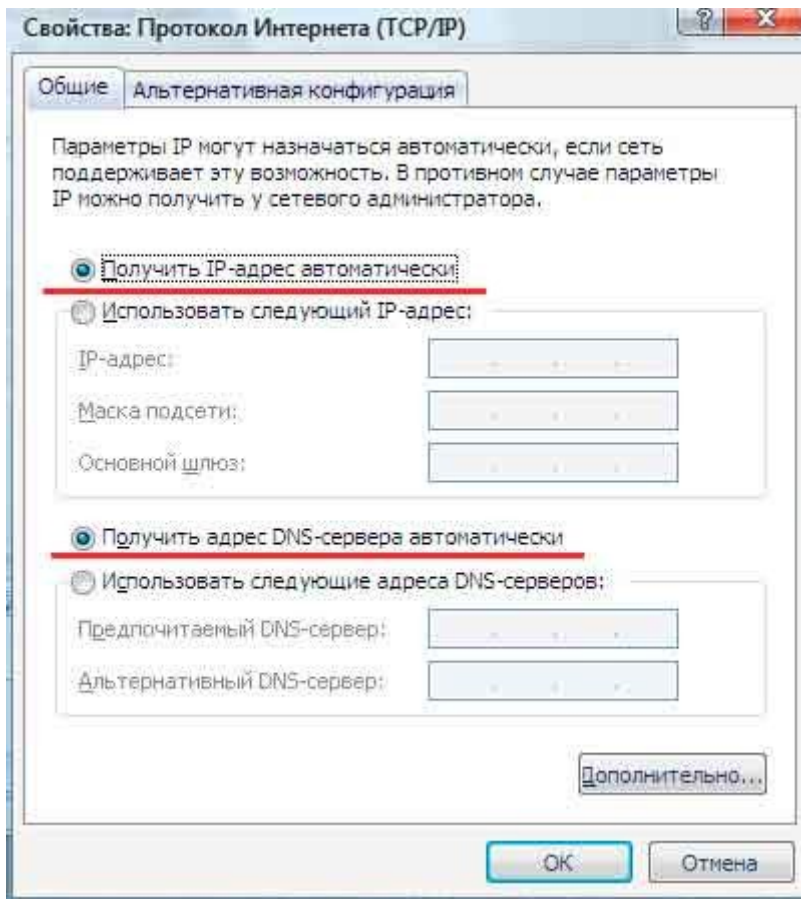 Свойства: Протокол Интернета (TCP/IP)
?
X
Общие
Альтернативная конфигурация
Параметры IP могут назначаться автоматически, если сеть
поддерживает эту возможность. В противном случае параметры
IP можно получить у сетевого администратора.
Получить IP-адрес автоматически
Использовать следующий IP-адрес:
IP-адрес:
Маска подсети:
Основной шлюз:
Получить адрес DNS-сервера автоматически
Использовать следующие адреса DNS-серверов:
Предпочитаемый DNS-сервер:
Альтернативный DNS-сервер:
Дополнительно...
OK
Отмена